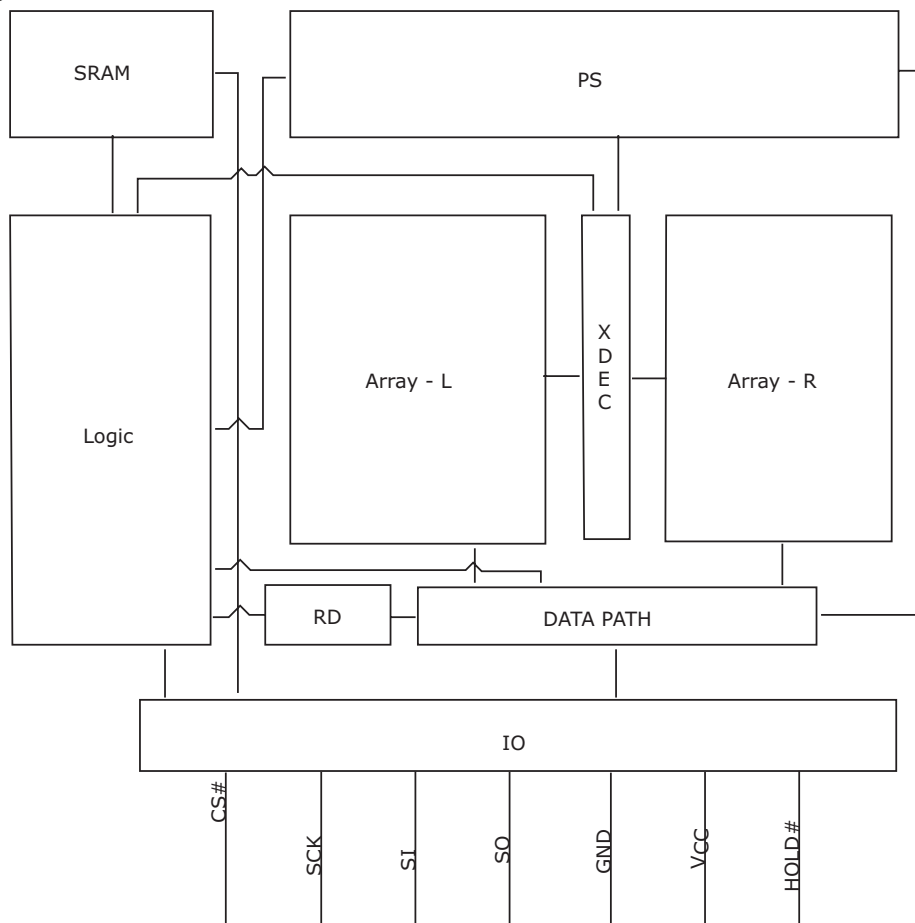 SRAM
PS
Array - L
X
D
E
C
Array - R
Logic
RD
DATA PATH
IO
CS#
SCK
SI
SO
GND
VCC
HOLD#